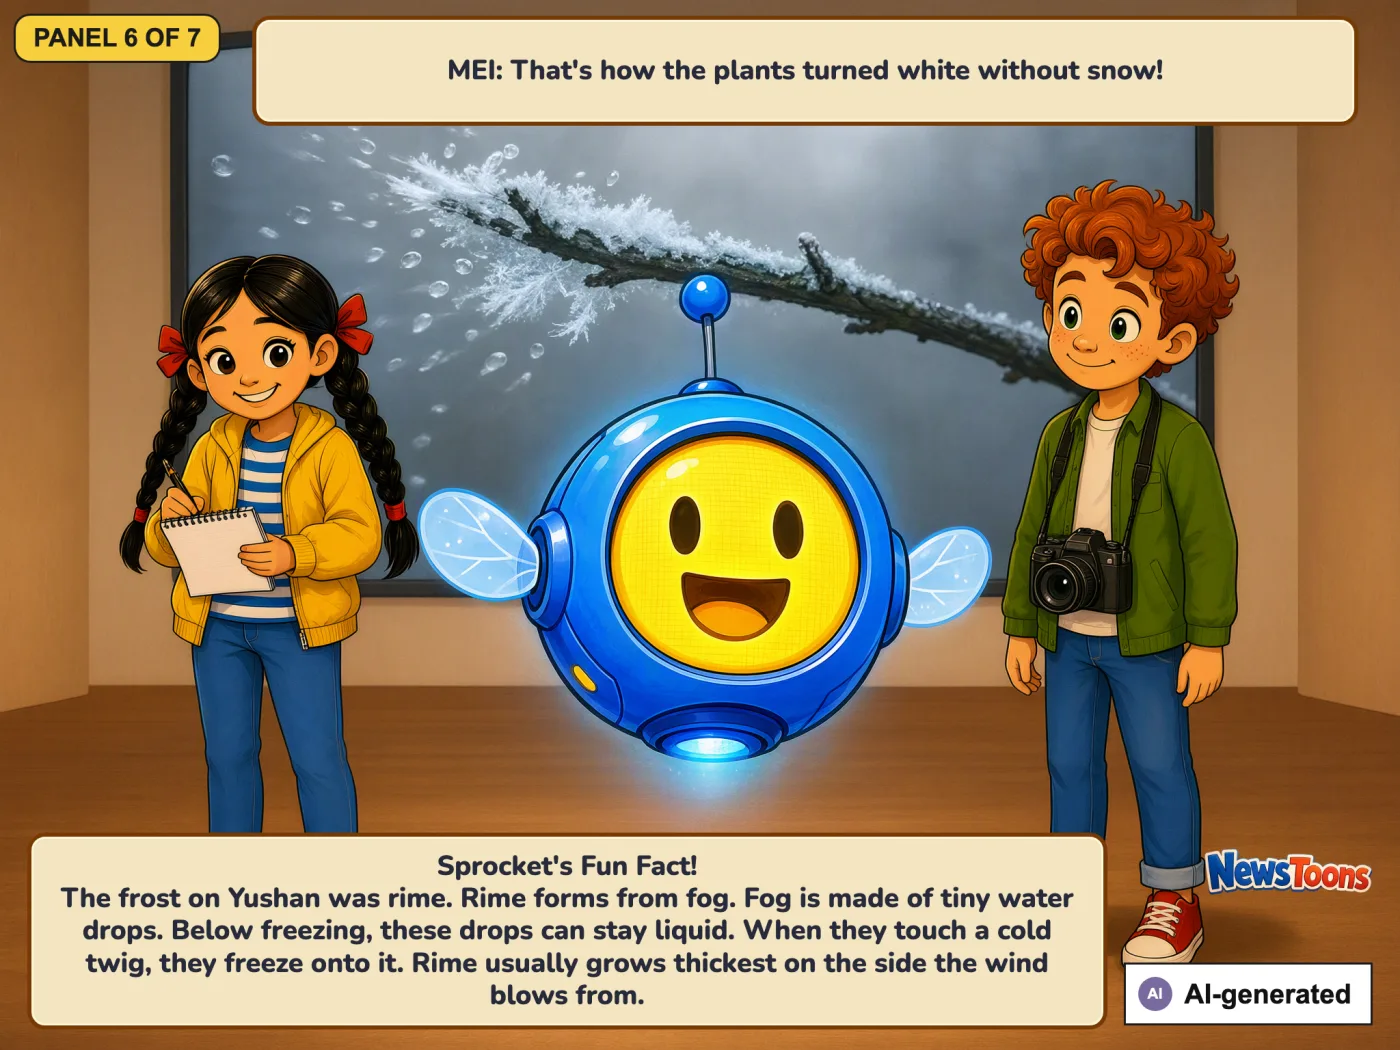 PANEL 6 OF 7
MEI: That's how the plants turned white without snow!
Sprocket's Fun Fact!
The frost on Yushan was rime. Rime forms from fog. Fog is made of tiny water
drops. Below freezing, these drops can stay liquid. When they touch a cold
twig, they freeze onto it. Rime usually grows thickest on the side the wind
blows from.
NewsToons
AI AI-generated